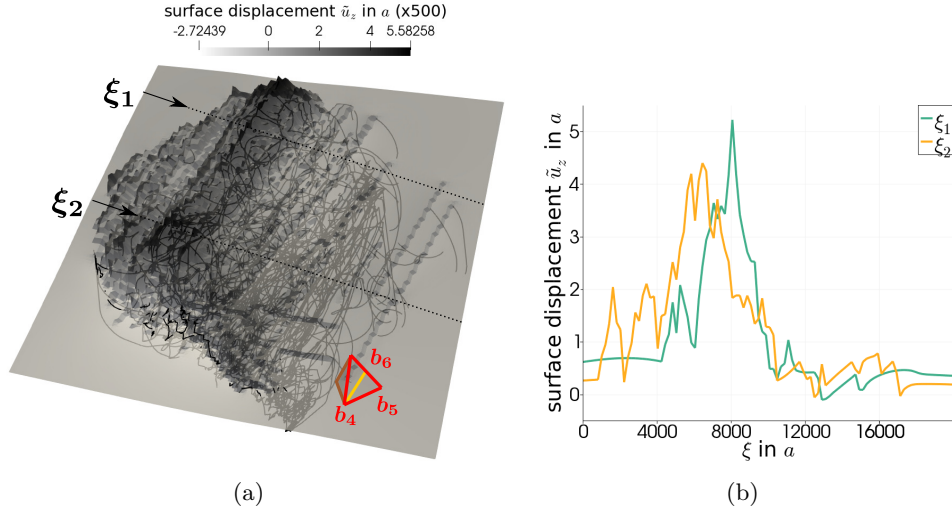 surface displacement ũ_z in a (x500)
-2.72439 0 2 4 5.58258
ξ₁
ξ₂
b₆
b₅
b₄
(a)
surface displacement ũ_z in a
5
4
3
2
1
0
0 4000 8000 12000 16000
ξ in a
ξ₁
ξ₂
(b)